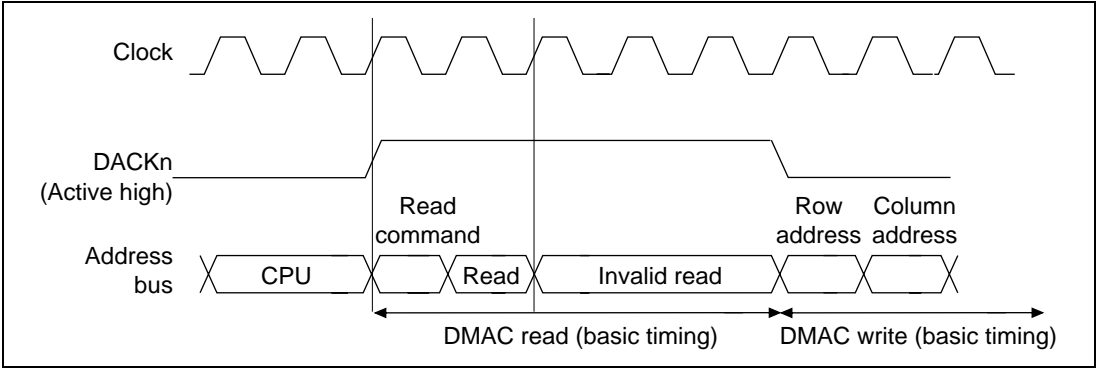 Clock
DACKn
(Active high)
Read
command
Row
address
Column
address
Address
bus
CPU
Read
Invalid read
DMAC read (basic timing)
DMAC write (basic timing)